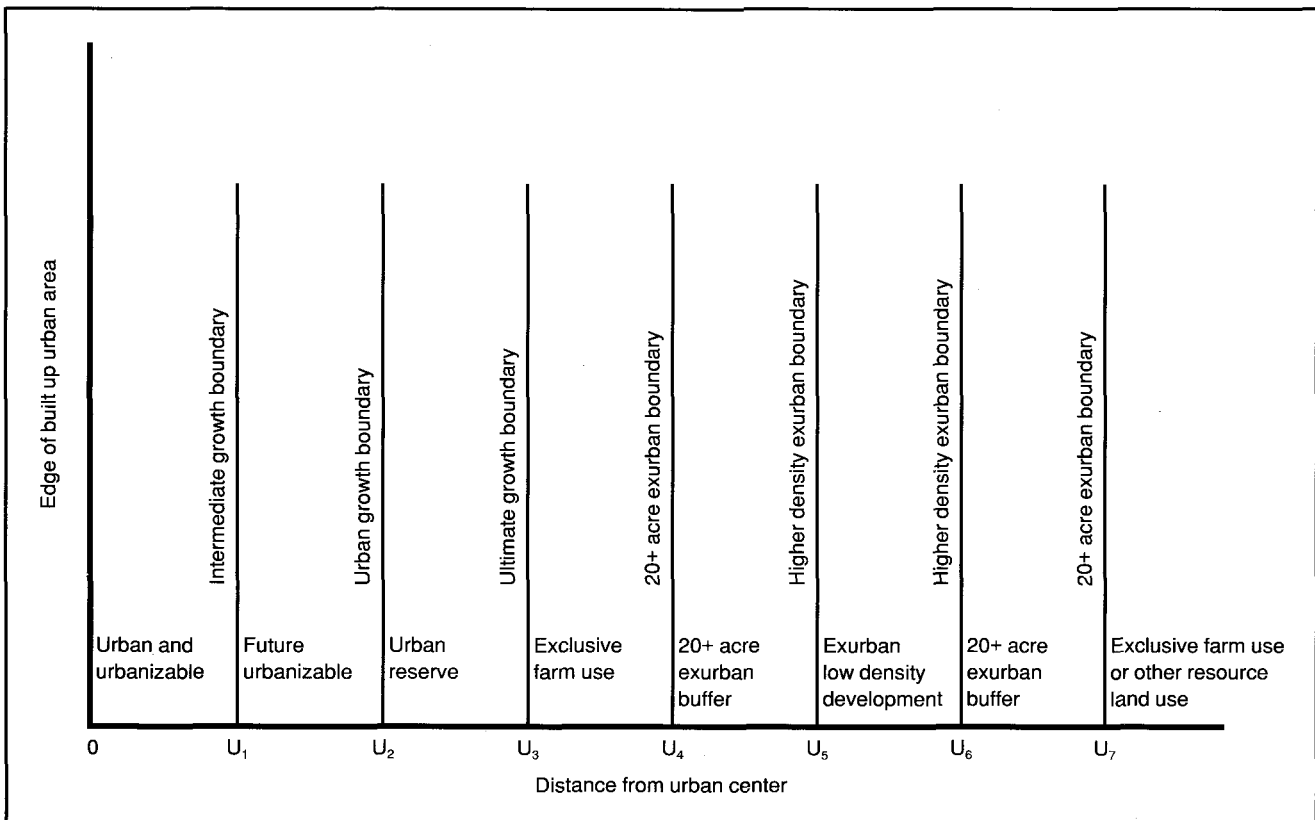 Edge of built up urban area
Intermediate growth boundary
Urban growth boundary
Ultimate growth boundary
20+ acre exurban boundary
Higher density exurban boundary
Higher density exurban boundary
20+ acre exurban boundary
Urban and
urbanizable
Future
urbanizable
Urban
reserve
Exclusive
farm use
20+ acre
exurban
buffer
Exurban
low density
development
20+ acre
exurban
buffer
Exclusive farm use
or other resource
land use
0 U₁ U₂ U₃ U₄ U₅ U₆ U₇
Distance from urban center